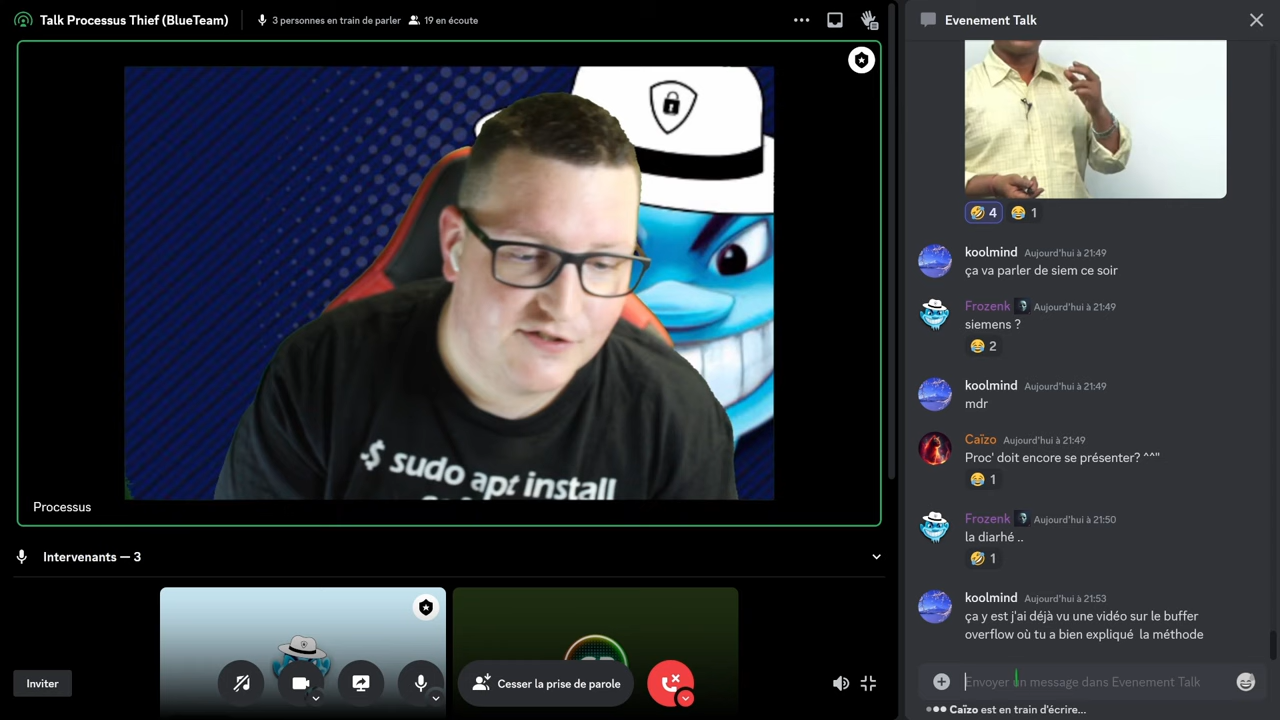 Talk Processus Thief (BlueTeam)
3 personnes en train de parler
19 en écoute
Evenement Talk
4
1
koolmind Aujourd'hui à 21:49
ça va parler de siem ce soir
Frozenk Aujourd'hui à 21:49
siemens ?
2
koolmind Aujourd'hui à 21:49
mdr
Caïzo Aujourd'hui à 21:49
Proc' doit encore se présenter? ^^"
1
Frozenk Aujourd'hui à 21:50
la diarhé ..
1
koolmind Aujourd'hui à 21:53
ça y est j'ai déjà vu une vidéo sur le buffer
overflow où tu a bien expliqué la méthode
Envoyer un message dans Evenement Talk
Caïzo est en train d'écrire...
$ sudo apt install
Processus
Intervenants — 3
Inviter
Cesser la prise de parole